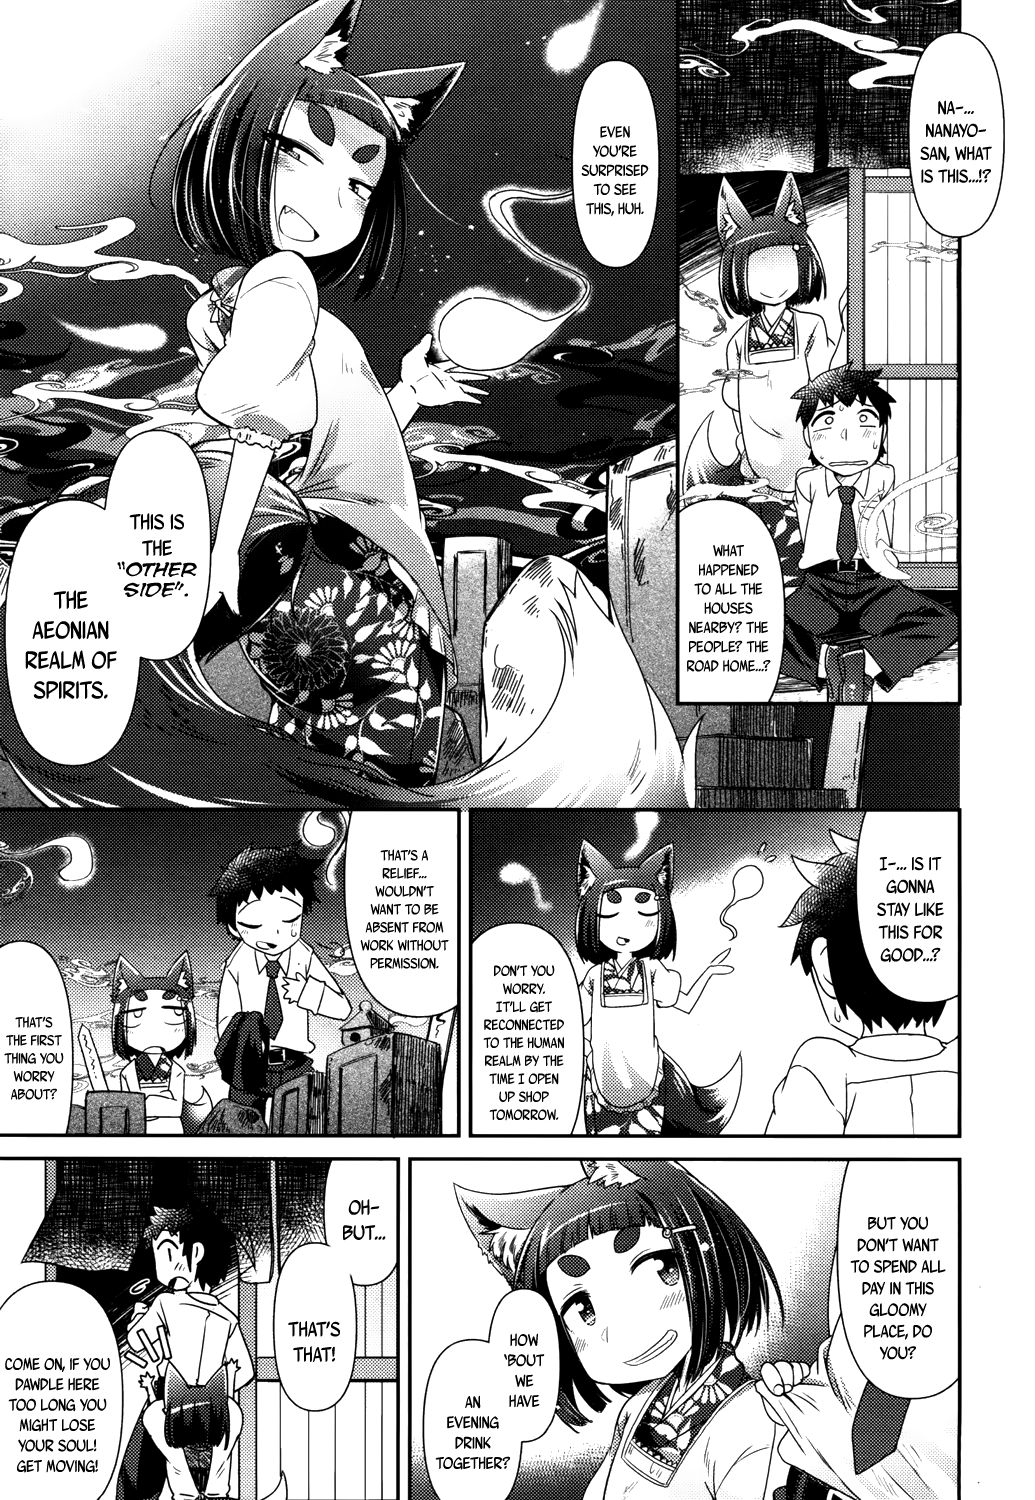 NA-...
NANAYO-
SAN, WHAT
IS THIS...!?
WHAT
HAPPENED
TO ALL THE
HOUSES
NEARBY? THE
PEOPLE? THE
ROAD HOME...?
EVEN
YOU'RE
SURPRISED
TO SEE
THIS, HUH.
THIS IS
THE
"OTHER
SIDE".
THE
AEONIAN
REALM OF
SPIRITS.
I-... IS IT
GONNA
STAY LIKE
THIS FOR
GOOD...?
DON'T YOU
WORRY.
IT'LL GET
RECONNECTED
TO THE HUMAN
REALM BY THE
TIME I OPEN
UP SHOP
TOMORROW.
THAT'S A
RELIEF...
WOULDN'T
WANT TO BE
ABSENT FROM
WORK WITHOUT
PERMISSION.
THAT'S
THE FIRST
THING YOU
WORRY
ABOUT?
BUT YOU
DON'T WANT
TO SPEND ALL
DAY IN THIS
GLOOMY
PLACE, DO
YOU?
HOW
'BOUT
WE
HAVE
AN
EVENING
DRINK
TOGETHER?
OH-
BUT...
THAT'S
THAT!
COME ON, IF YOU
DAWDLE HERE
TOO LONG YOU
MIGHT LOSE
YOUR SOUL!
GET MOVING!